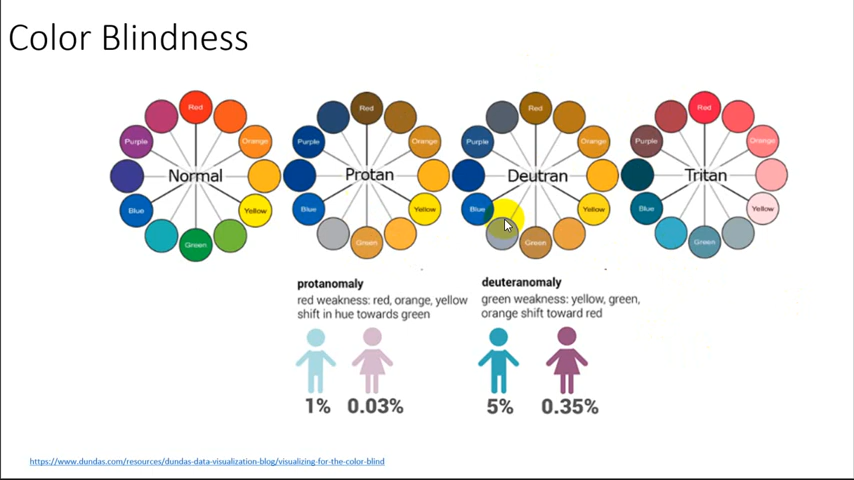 Color Blindness
Red
Purple
Orange
Normal
Blue
Yellow
Green
Red
Purple
Orange
Protan
Blue
Yellow
Green
Red
Purple
Orange
Deutran
Blue
Yellow
Green
Red
Purple
Orange
Tritan
Blue
Yellow
Green
protanomaly
red weakness: red, orange, yellow
shift in hue towards green
1% 0.03%
deuteranomaly
green weakness: yellow, green,
orange shift toward red
5% 0.35%
https://www.dundas.com/resources/dundas-data-visualization-blog/visualizing-for-the-color-blind